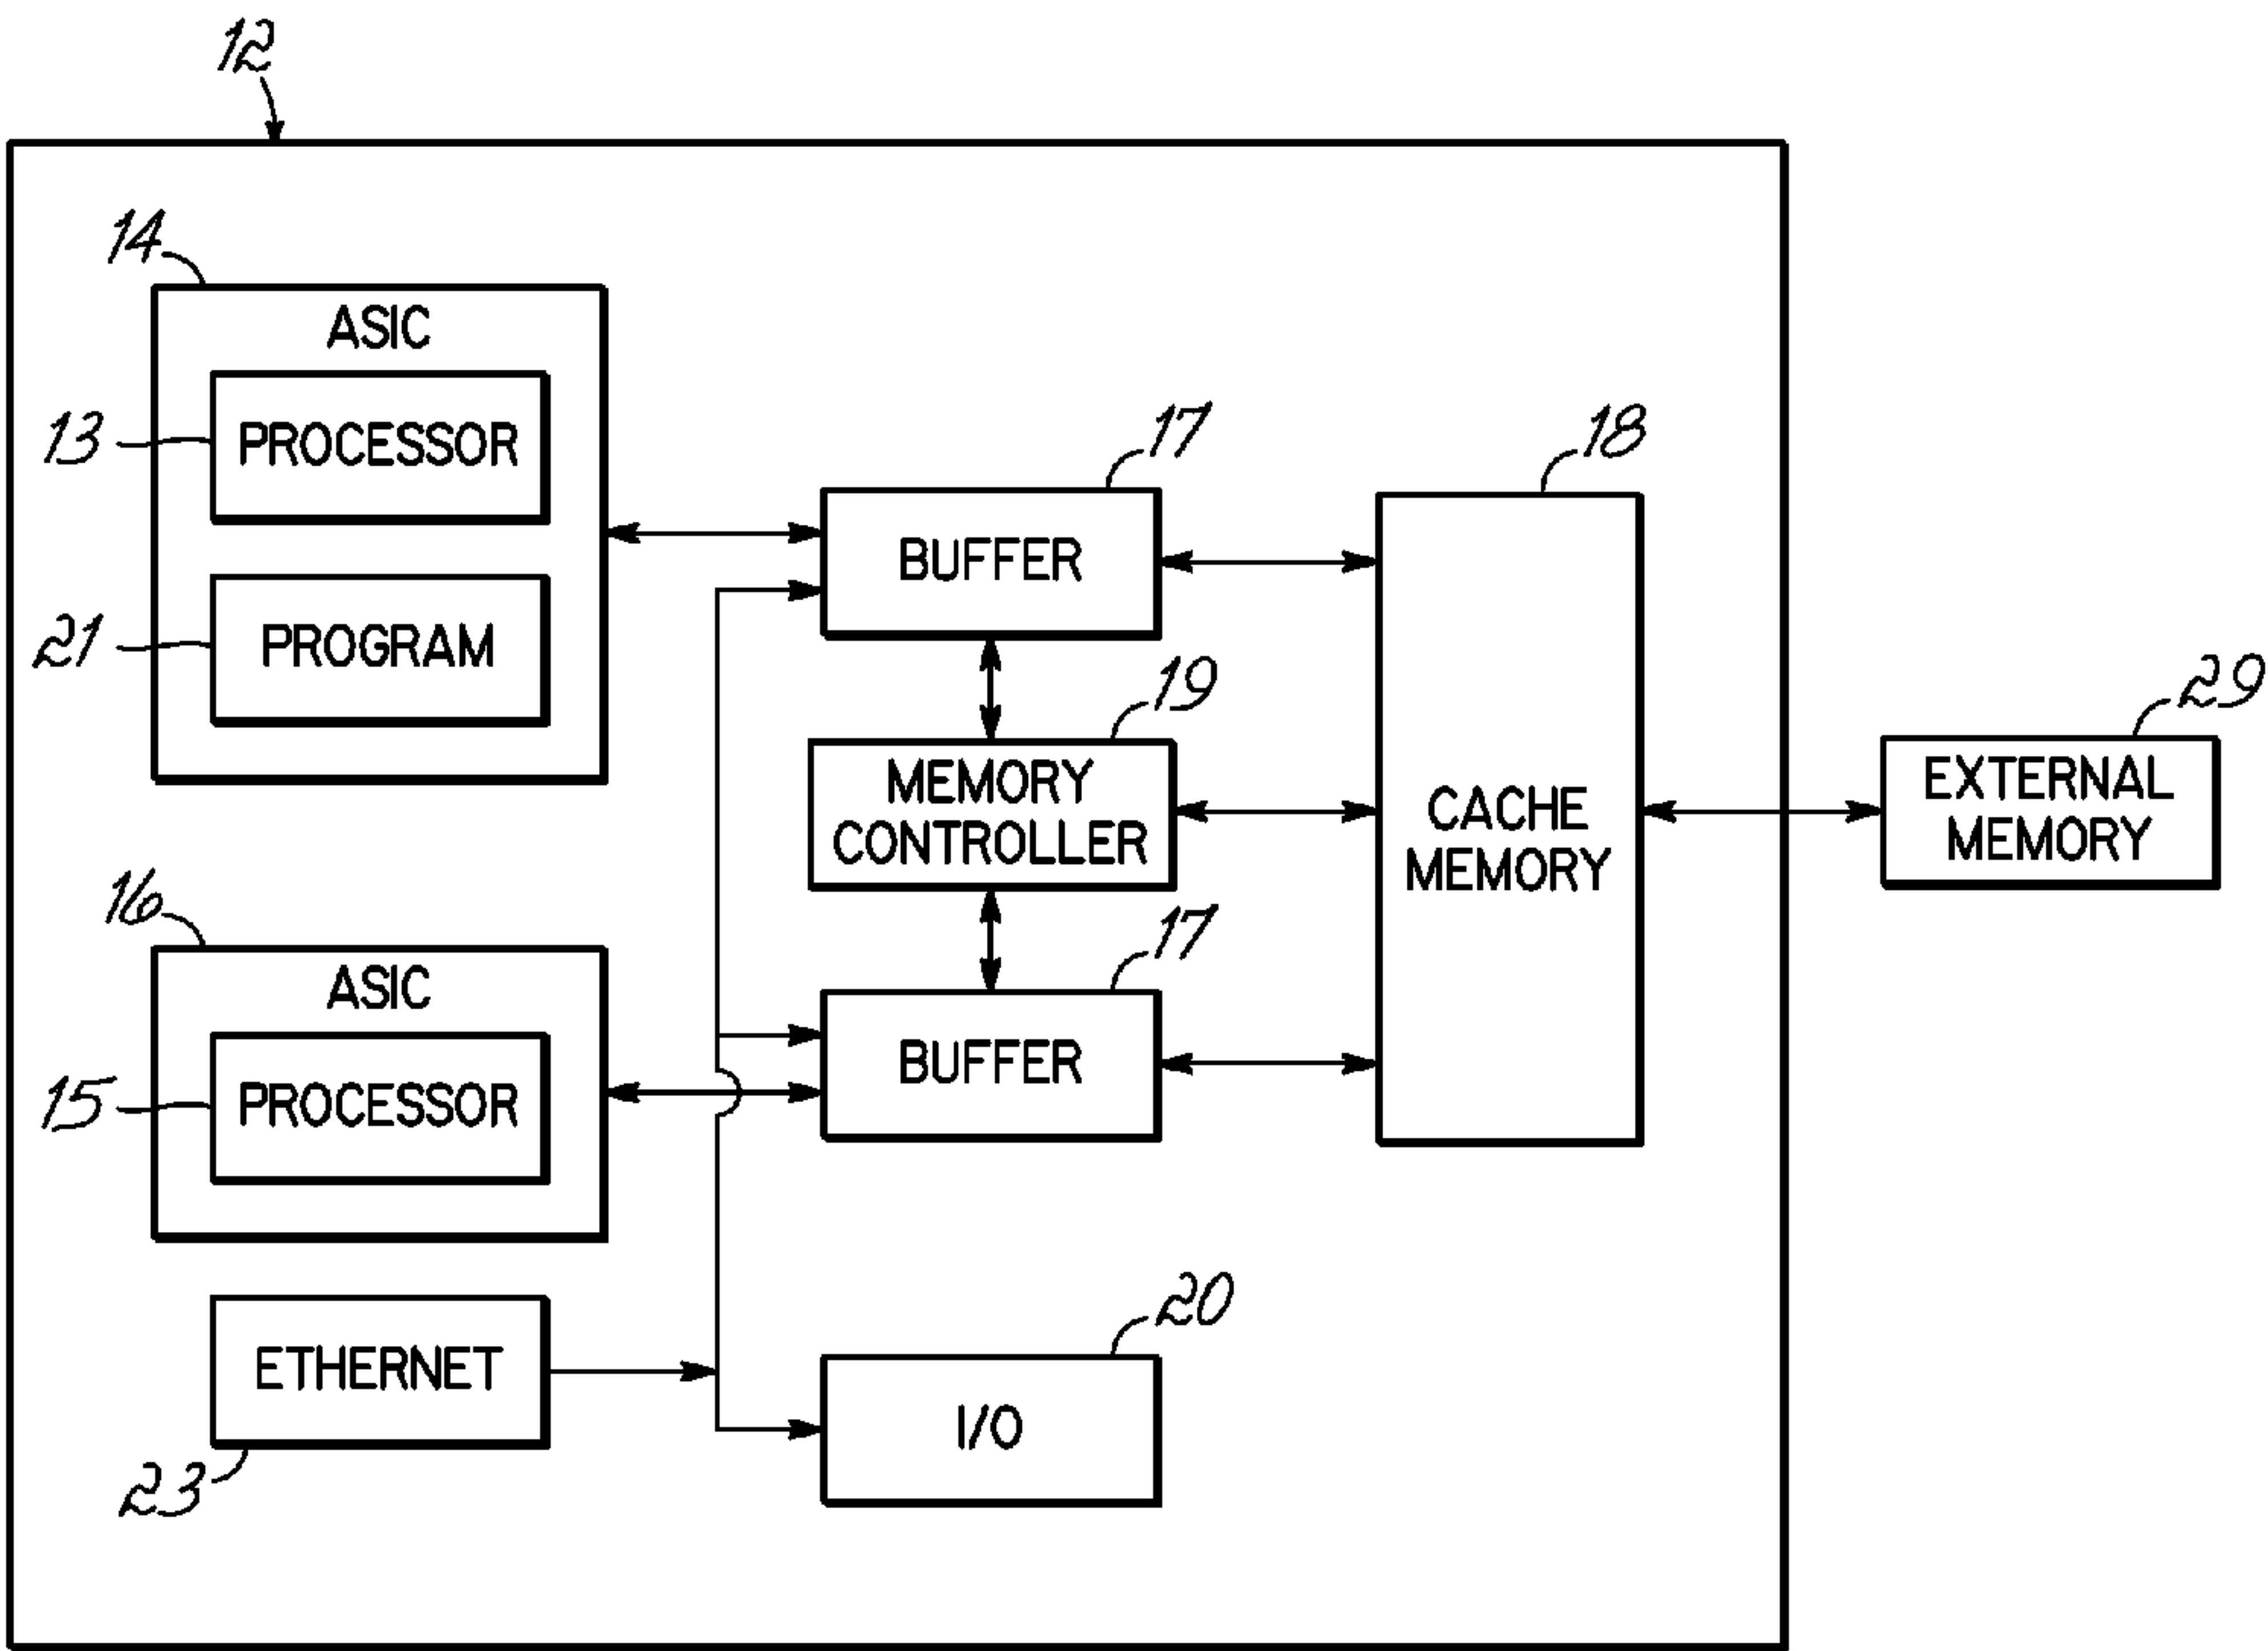 12
14
ASIC
13
PROCESSOR
21
PROGRAM
17
BUFFER
18
19
MEMORY
CONTROLLER
CACHE
MEMORY
29
EXTERNAL
MEMORY
16
ASIC
15
PROCESSOR
17
BUFFER
ETHERNET
23
20
I/O